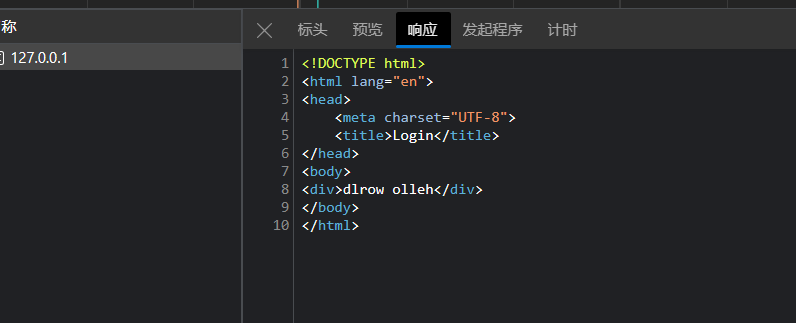 称
127.0.0.1
标头 预览 响应 发起程序 计时
1 <!DOCTYPE html>
2 <html lang="en">
3 <head>
4     <meta charset="UTF-8">
5     <title>Login</title>
6 </head>
7 <body>
8 <div>dlrow olleh</div>
9 </body>
10 </html>